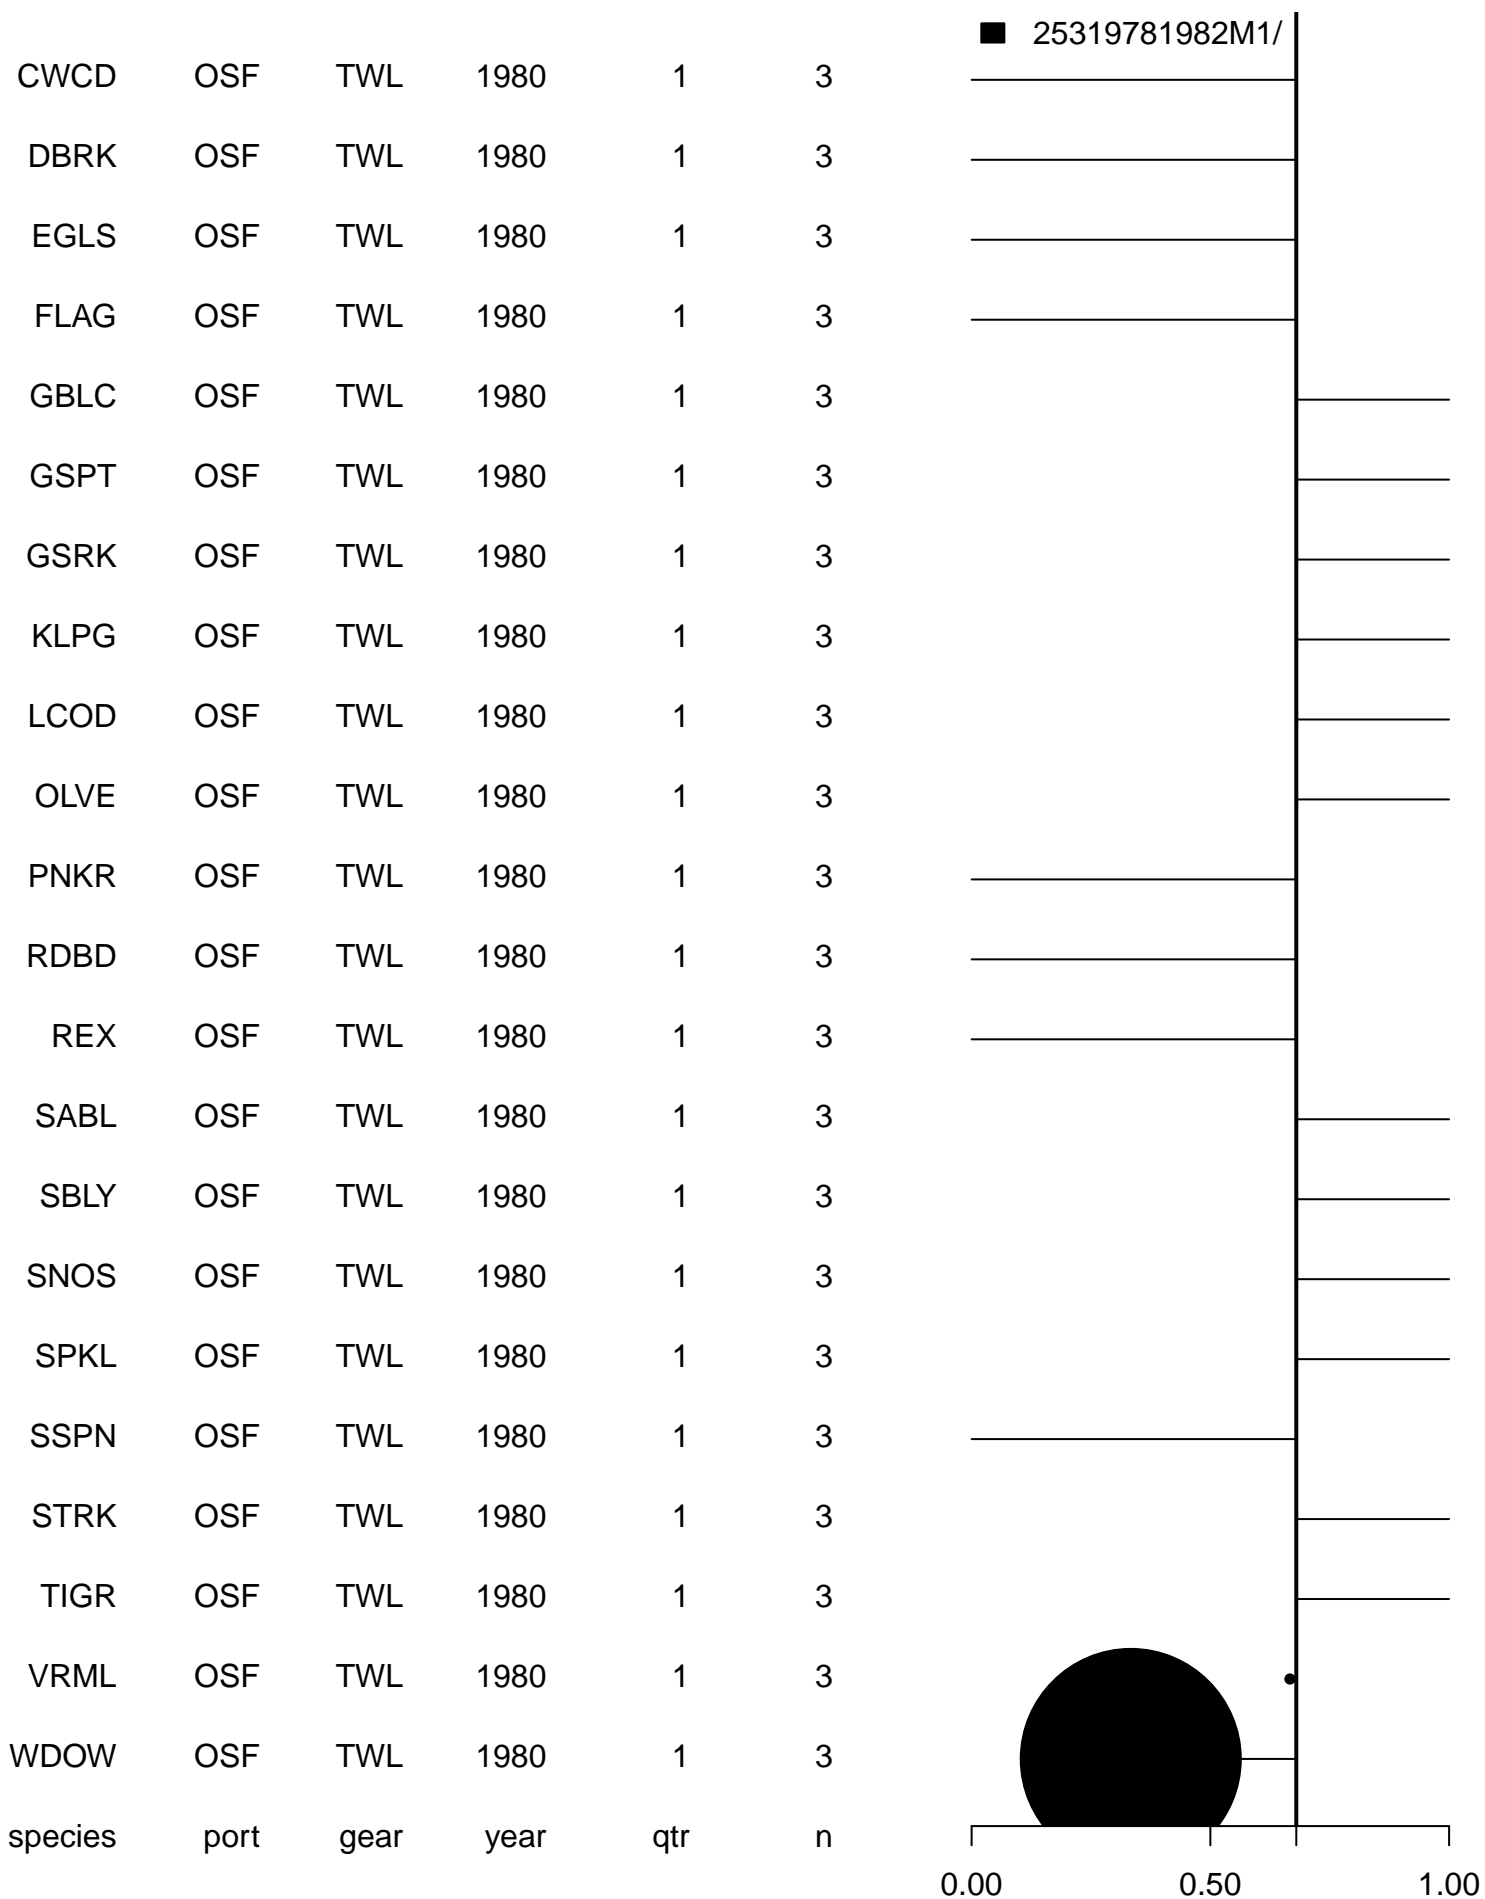 25319781982M1/
CWCD OSF TWL 1980 1 3
DBRK OSF TWL 1980 1 3
EGLS OSF TWL 1980 1 3
FLAG OSF TWL 1980 1 3
GBLC OSF TWL 1980 1 3
GSPT OSF TWL 1980 1 3
GSRK OSF TWL 1980 1 3
KLPG OSF TWL 1980 1 3
LCOD OSF TWL 1980 1 3
OLVE OSF TWL 1980 1 3
PNKR OSF TWL 1980 1 3
RDBD OSF TWL 1980 1 3
REX OSF TWL 1980 1 3
SABL OSF TWL 1980 1 3
SBLY OSF TWL 1980 1 3
SNOS OSF TWL 1980 1 3
SPKL OSF TWL 1980 1 3
SSPN OSF TWL 1980 1 3
STRK OSF TWL 1980 1 3
TIGR OSF TWL 1980 1 3
VRML OSF TWL 1980 1 3
WDOW OSF TWL 1980 1 3
species port gear year qtr n
0.00 0.50 1.00